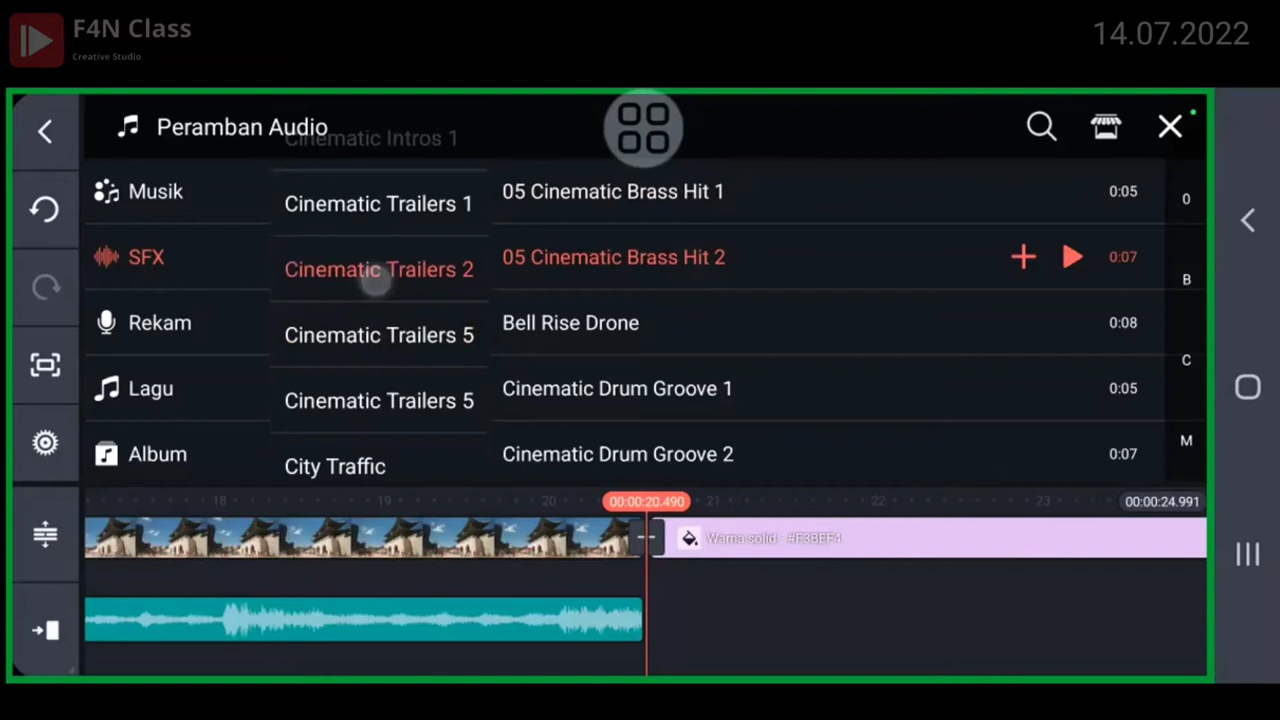 F4N Class
Creative Studio
14.07.2022
Peramban Audio
Cinematic Intros 1
Musik
SFX
Rekam
Lagu
Album
Cinematic Trailers 1
Cinematic Trailers 2
Cinematic Trailers 5
Cinematic Trailers 5
City Traffic
05 Cinematic Brass Hit 1 0:05
05 Cinematic Brass Hit 2 0:07
Bell Rise Drone 0:08
Cinematic Drum Groove 1 0:05
Cinematic Drum Groove 2 0:07
0
B
C
M
18 19 20 00:00:20.490 21 22 23 00:00:24.991
Warna solid - #E3BEF4